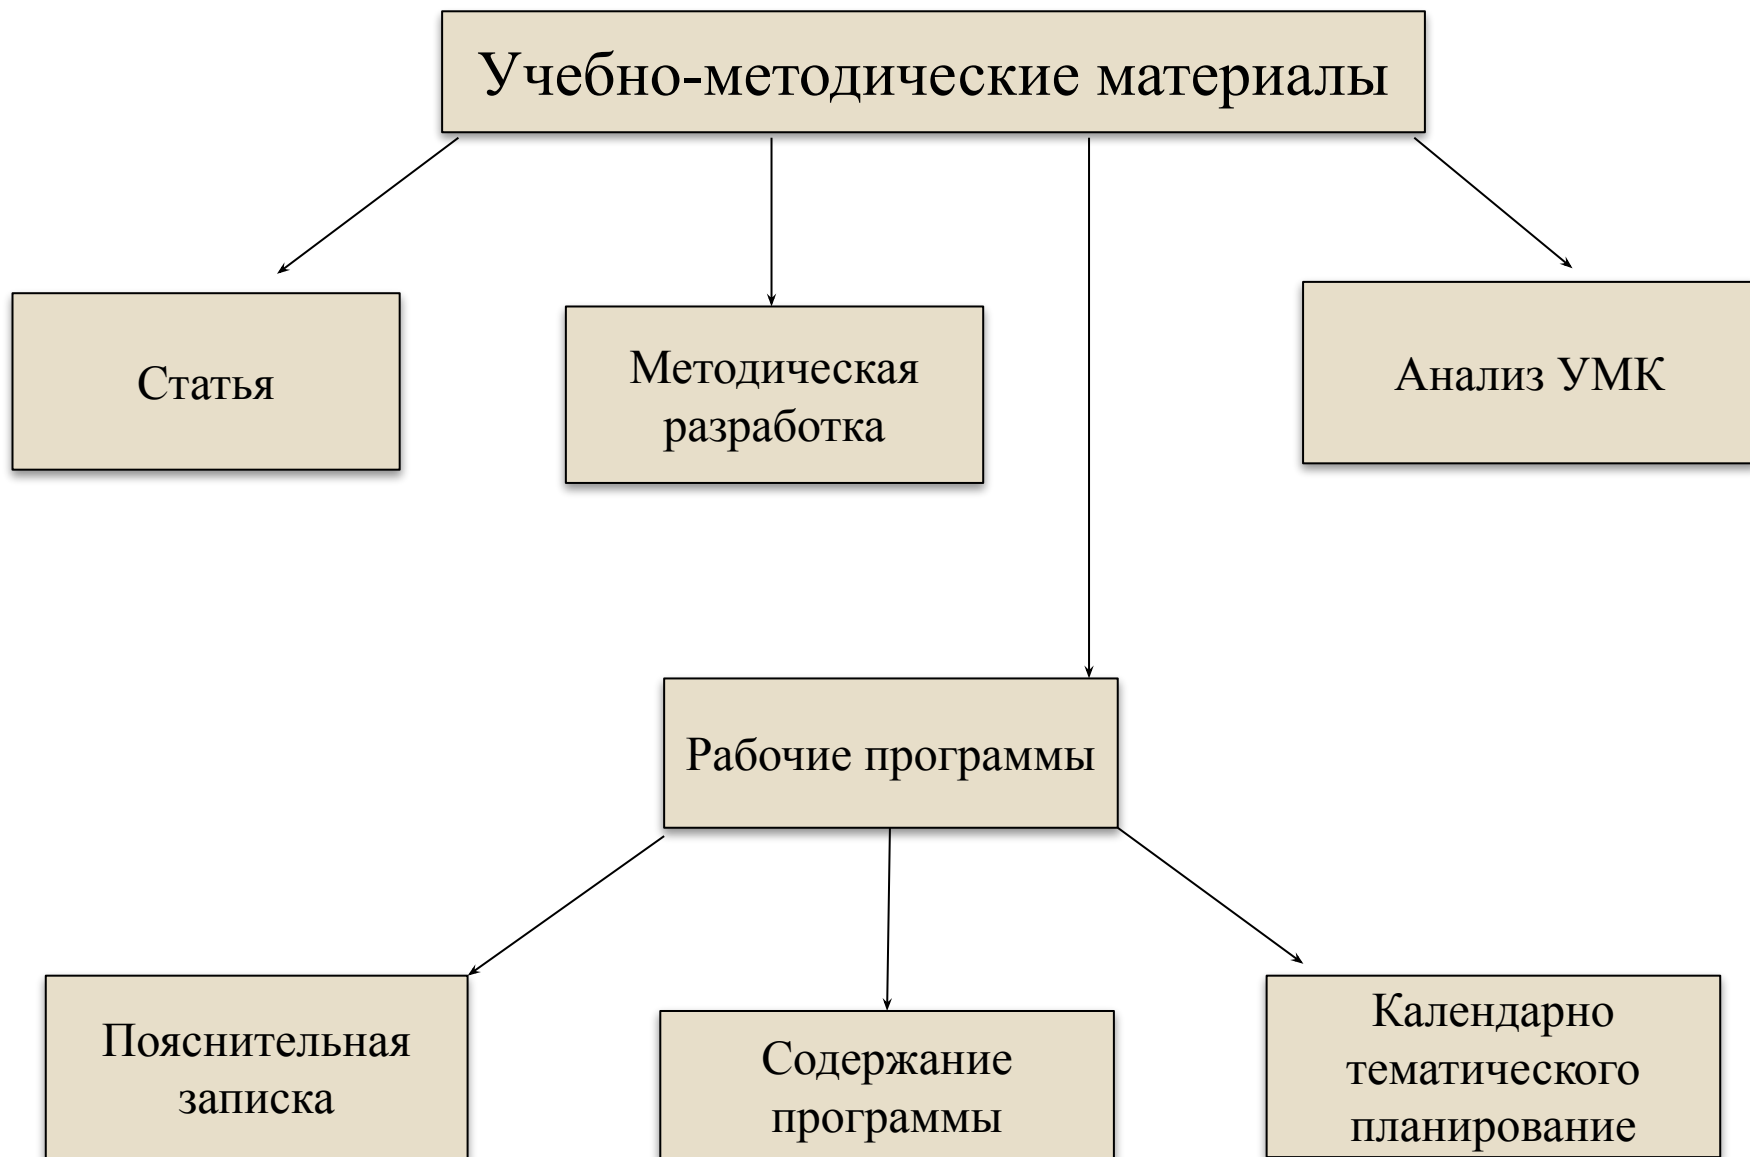 Учебно-методические материалы
Статья
Методическая
разработка
Анализ УМК
Рабочие программы
Пояснительная
записка
Содержание
программы
Календарно
тематического
планирование